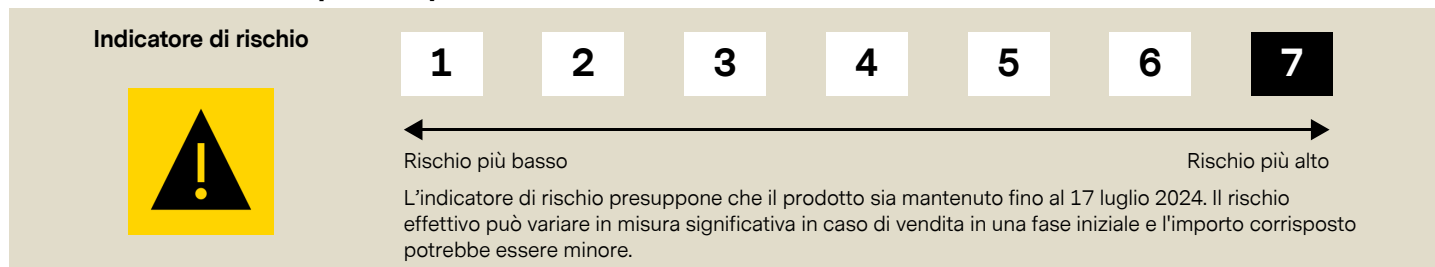 Indicatore di rischio
1 2 3 4 5 6 7
Rischio più basso
Rischio più alto
L'indicatore di rischio presuppone che il prodotto sia mantenuto fino al 17 luglio 2024. Il rischio
effettivo può variare in misura significativa in caso di vendita in una fase iniziale e l'importo corrisposto
potrebbe essere minore.